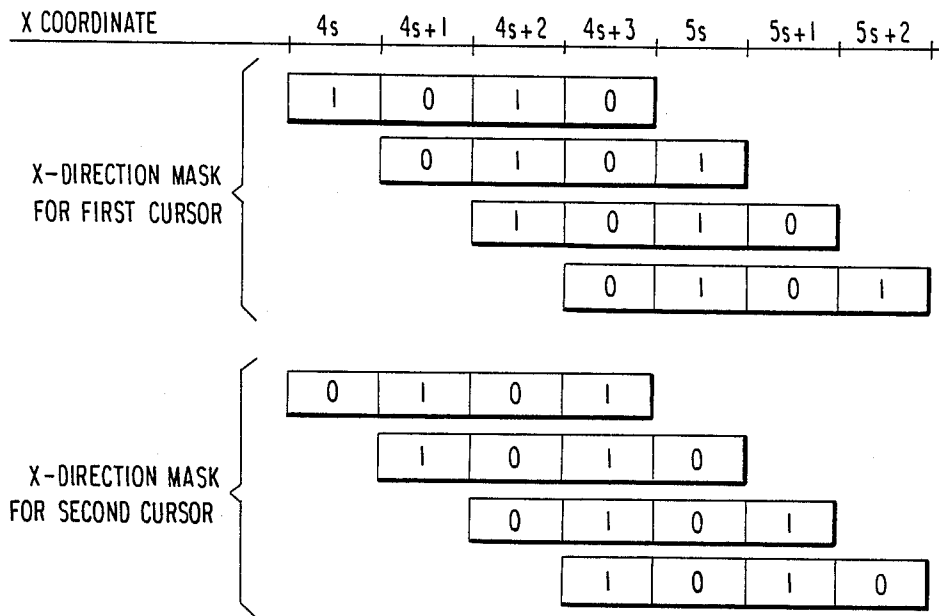 X COORDINATE 4s 4s+1 4s+2 4s+3 5s 5s+1 5s+2
1 0 1 0
0 1 0 1
X-DIRECTION MASK
FOR FIRST CURSOR
1 0 1 0
0 1 0 1
0 1 0 1
1 0 1 0
X-DIRECTION MASK
FOR SECOND CURSOR
0 1 0 1
1 0 1 0